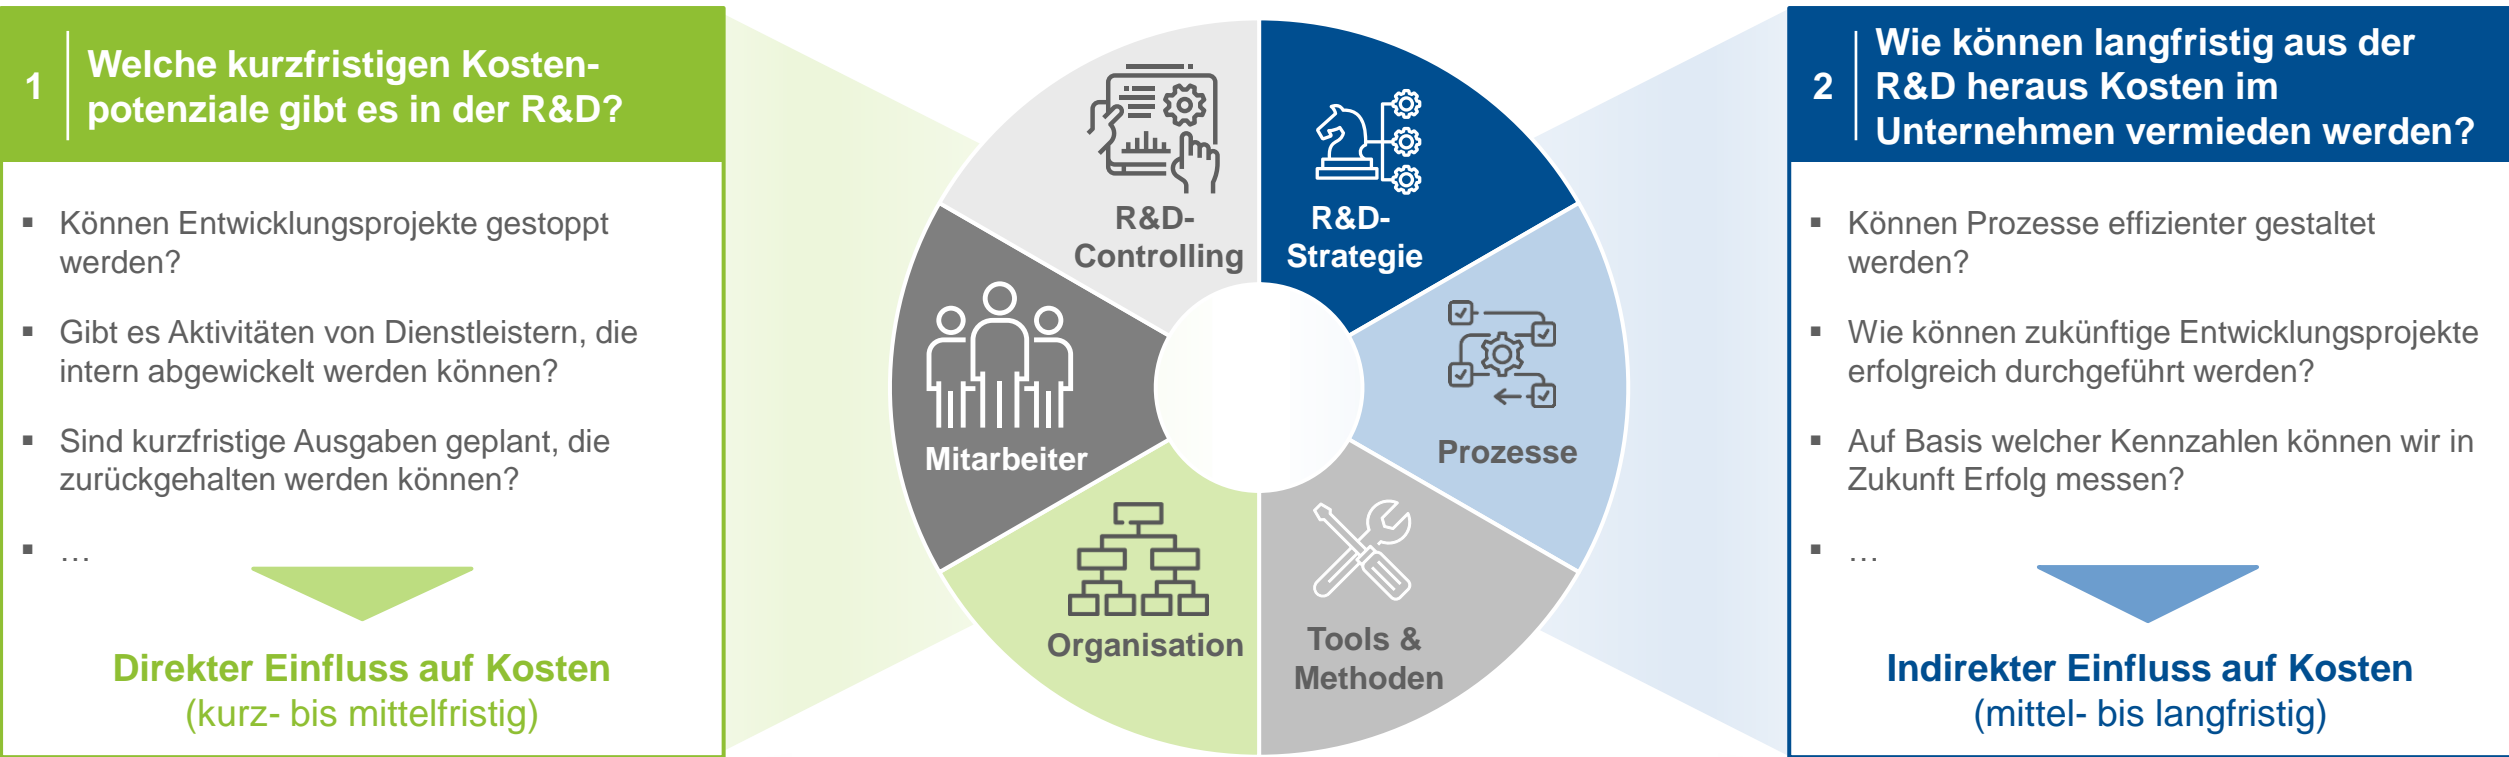 1
Welche kurzfristigen Kosten-
potenziale gibt es in der R&D?
▪ Können Entwicklungsprojekte gestoppt
werden?
▪ Gibt es Aktivitäten von Dienstleistern, die
intern abgewickelt werden können?
▪ Sind kurzfristige Ausgaben geplant, die
zurückgehalten werden können?
▪ …
Direkter Einfluss auf Kosten
(kurz- bis mittelfristig)
R&D-
Controlling
R&D-
Strategie
Mitarbeiter
Prozesse
Organisation
Tools &
Methoden
2
Wie können langfristig aus der
R&D heraus Kosten im
Unternehmen vermieden werden?
▪ Können Prozesse effizienter gestaltet
werden?
▪ Wie können zukünftige Entwicklungsprojekte
erfolgreich durchgeführt werden?
▪ Auf Basis welcher Kennzahlen können wir in
Zukunft Erfolg messen?
▪ …
Indirekter Einfluss auf Kosten
(mittel- bis langfristig)